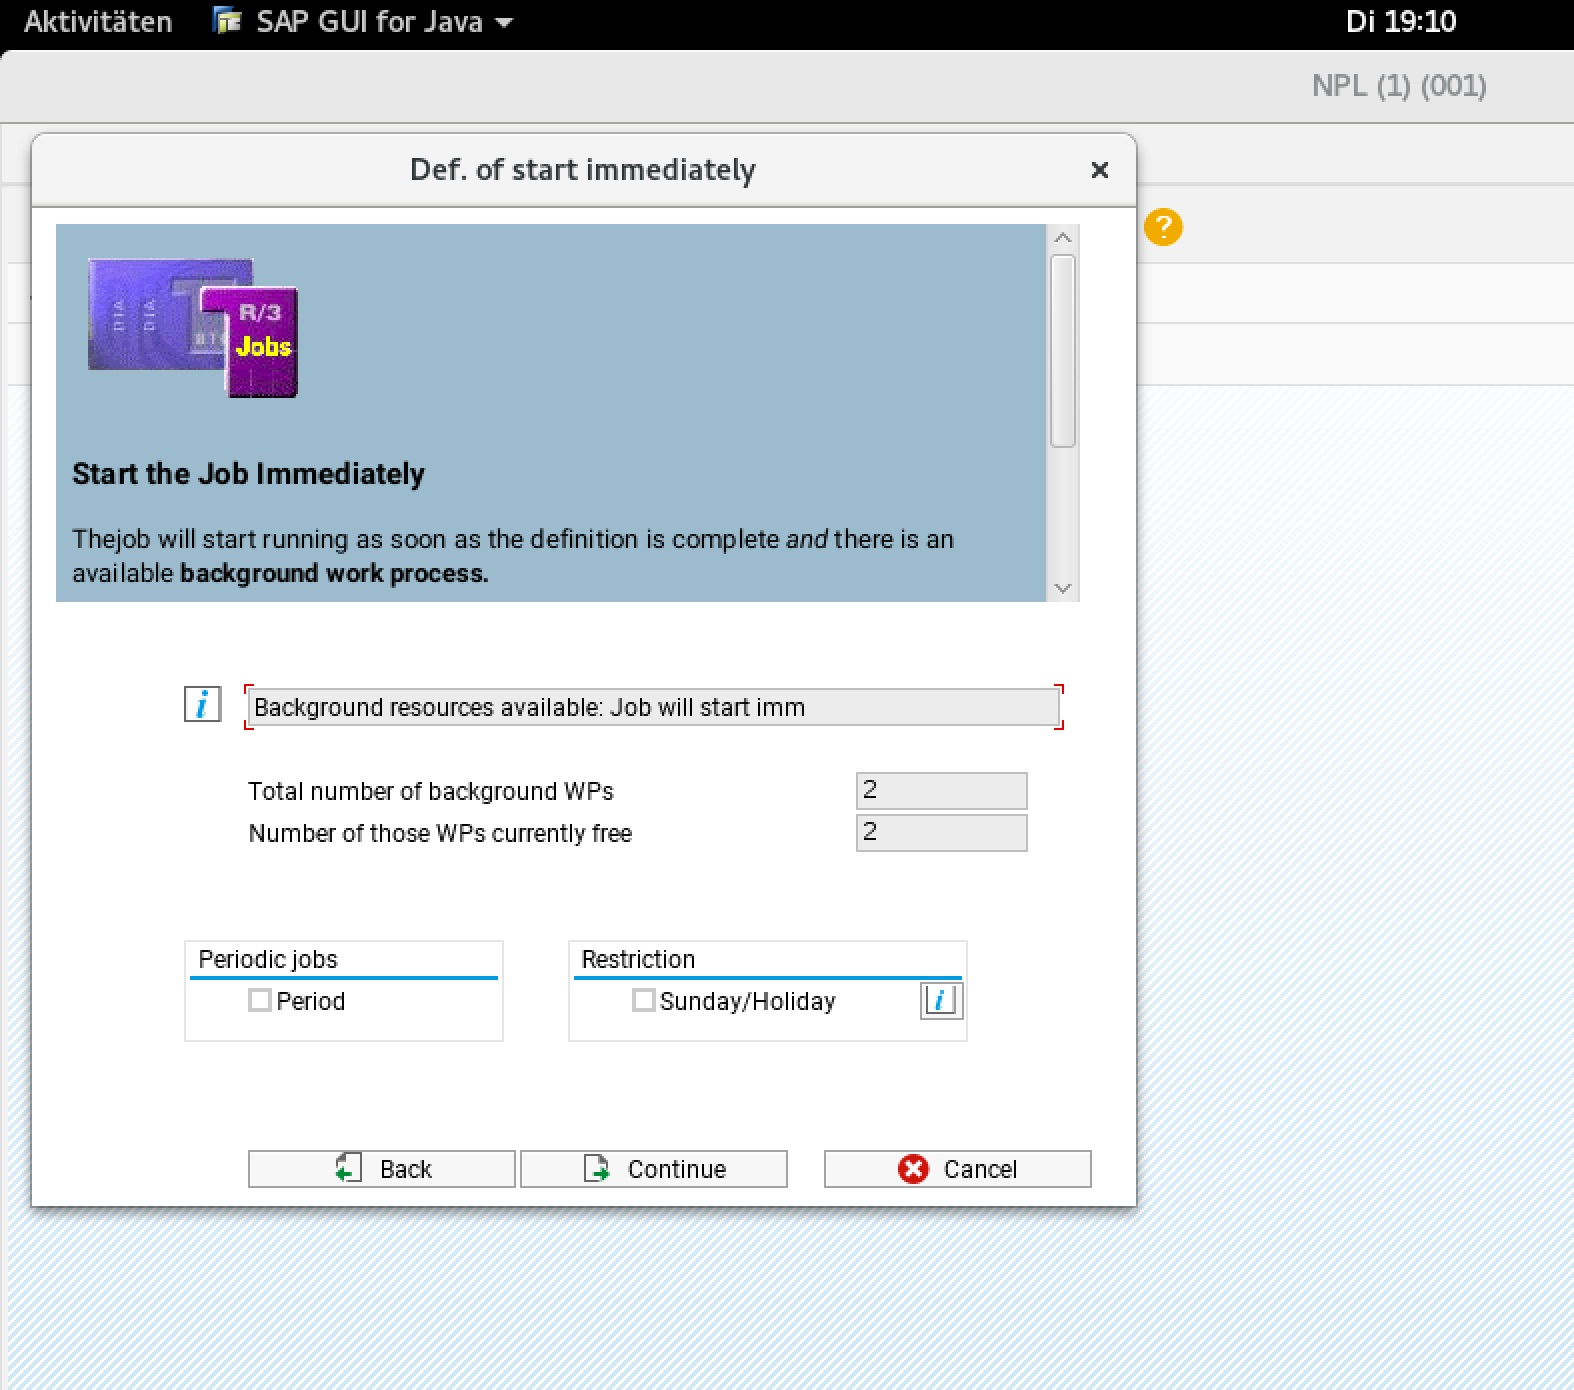 Aktivitäten SAP GUI for Java Di 19:10
NPL (1) (001)
Def. of start immediately
?
DIA
DIA
R/3
Jobs
Start the Job Immediately
Thejob will start running as soon as the definition is complete and there is an
available background work process.
i Background resources available: Job will start imm
Total number of background WPs 2
Number of those WPs currently free 2
Periodic jobs
Period
Restriction
Sunday/Holiday i
Back Continue Cancel